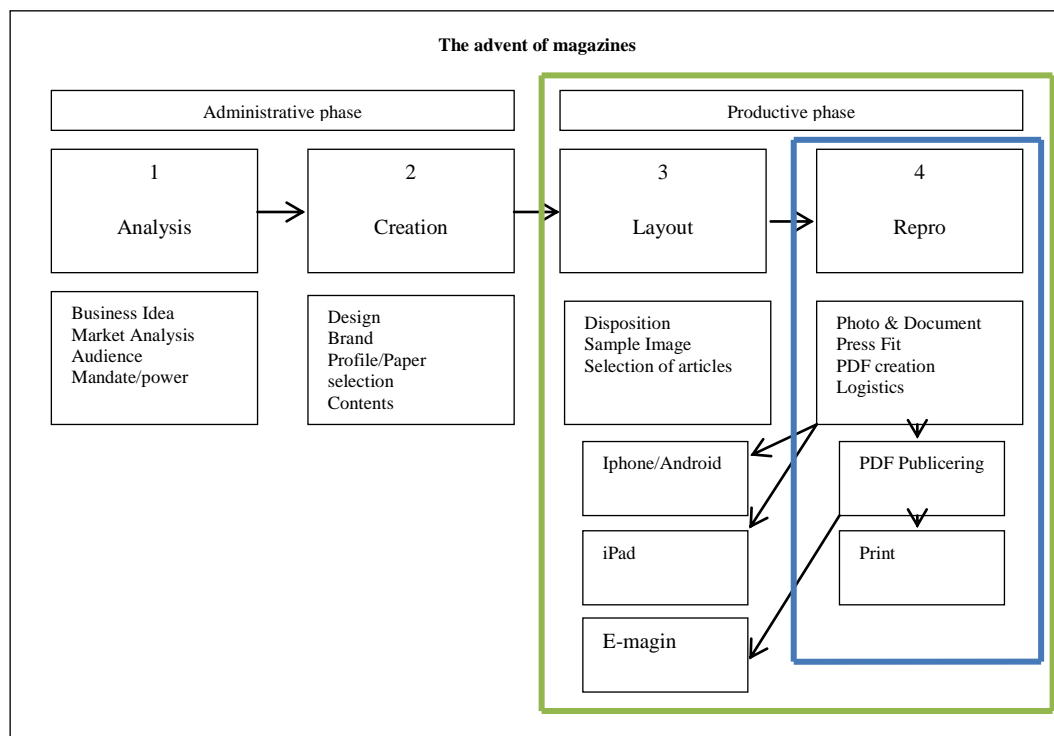 The advent of magazines
Administrative phase
Productive phase
1
Analysis
2
Creation
3
Layout
4
Repro
Business Idea
Market Analysis
Audience
Mandate/power
Design
Brand
Profile/Paper
selection
Contents
Disposition
Sample Image
Selection of articles
Photo & Document
Press Fit
PDF creation
Logistics
Iphone/Android
PDF Publicering
iPad
Print
E-magin